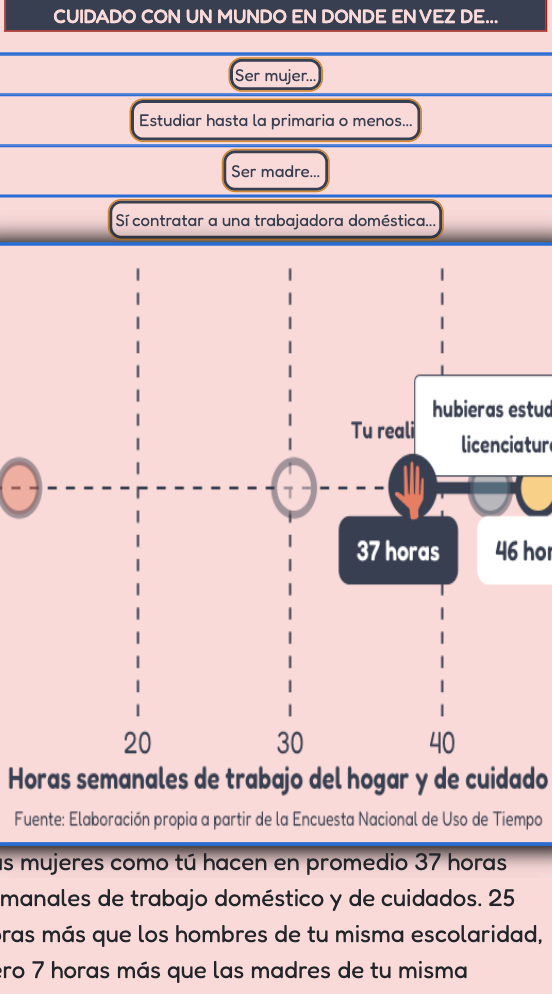 CUIDADO CON UN MUNDO EN DONDE EN VEZ DE...
Ser mujer...
Estudiar hasta la primaria o menos...
Ser madre...
Sí contratar a una trabajadora doméstica...
hubieras estud
licenciatur
Tu reali
37 horas
46 hor
20 30 40
Horas semanales de trabajo del hogar y de cuidado
Fuente: Elaboración propia a partir de la Encuesta Nacional de Uso de Tiempo
as mujeres como tú hacen en promedio 37 horas
manales de trabajo doméstico y de cuidados. 25
oras más que los hombres de tu misma escolaridad,
ero 7 horas más que las madres de tu misma